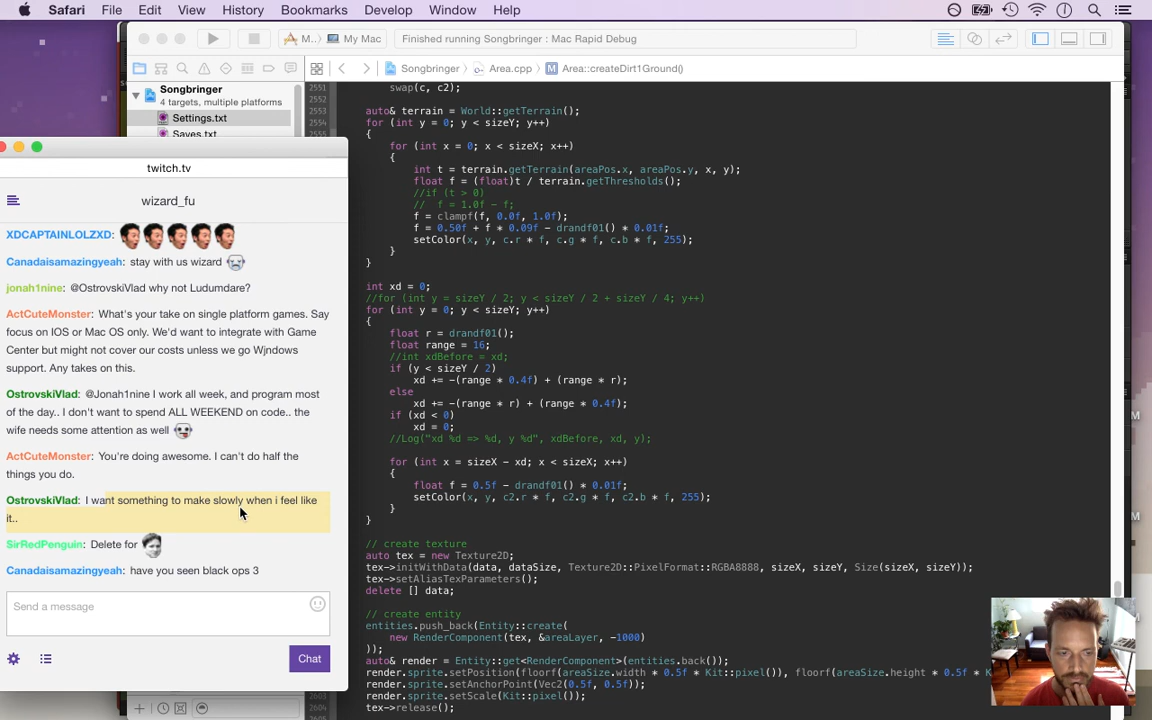 Safari File Edit View History Bookmarks Develop Window Help
M.. My Mac Finished running Songbringer : Mac Rapid Debug
Songbringer Area.cpp Area::createDirt1Ground()
Songbringer
4 targets, multiple platforms
Settings.txt
Saves.txt
twitch.tv
wizard_fu
XDCAPTAINLOLZXD:
Canadaisamazingyeah: stay with us wizard
jonah1nine: @OstrovskiVlad why not Ludumdare?
ActCuteMonster: What's your take on single platform games. Say
focus on IOS or Mac OS only. We'd want to integrate with Game
Center but might not cover our costs unless we go Wjndows
support. Any takes on this.
OstrovskiVlad: @Jonah1nine I work all week, and program most
of the day.. I don't want to spend ALL WEEKEND on code.. the
wife needs some attention as well
ActCuteMonster: You're doing awesome. I can't do half the
things you do.
OstrovskiVlad: I want something to make slowly when i feel like
it..
SirRedPenguin: Delete for
Canadaisamazingyeah: have you seen black ops 3
Send a message
Chat
2551 swap(c, c2);
2552
2553 auto& terrain = World::getTerrain();
2554 for (int y = 0; y < sizeY; y++)
2555 {
for (int x = 0; x < sizeX; x++)
{
int t = terrain.getTerrain(areaPos.x, areaPos.y, x, y);
float f = (float)t / terrain.getThresholds();
//if (t > 0)
// f = 1.0f - f;
f = clampf(f, 0.0f, 1.0f);
f = 0.50f + f * 0.09f - drandf01() * 0.01f;
setColor(x, y, c.r * f, c.g * f, c.b * f, 255);
}
}
int xd = 0;
//for (int y = sizeY / 2; y < sizeY / 2 + sizeY / 4; y++)
for (int y = 0; y < sizeY; y++)
{
float r = drandf01();
float range = 16;
//int xdBefore = xd;
if (y < sizeY / 2)
xd += -(range * 0.4f) + (range * r);
else
xd += -(range * r) + (range * 0.4f);
if (xd < 0)
xd = 0;
//Log("xd %d => %d, y %d", xdBefore, xd, y);
for (int x = sizeX - xd; x < sizeX; x++)
{
float f = 0.5f - drandf01() * 0.01f;
setColor(x, y, c2.r * f, c2.g * f, c2.b * f, 255);
}
}
// create texture
auto tex = new Texture2D;
tex->initWithData(data, dataSize, Texture2D::PixelFormat::RGBA8888, sizeX, sizeY, Size(sizeX, sizeY));
tex->setAliasTexParameters();
delete [] data;
// create entity
entities.push_back(Entity::create(
new RenderComponent(tex, &areaLayer, -1000)
));
auto& render = Entity::get<RenderComponent>(entities.back());
render.sprite.setPosition(floorf(areaSize.width * 0.5f * Kit::pixel()), floorf(areaSize.height * 0.5f * K
render.sprite.setAnchorPoint(Vec2(0.5f, 0.5f));
render.sprite.setScale(Kit::pixel());
2604 tex->release();